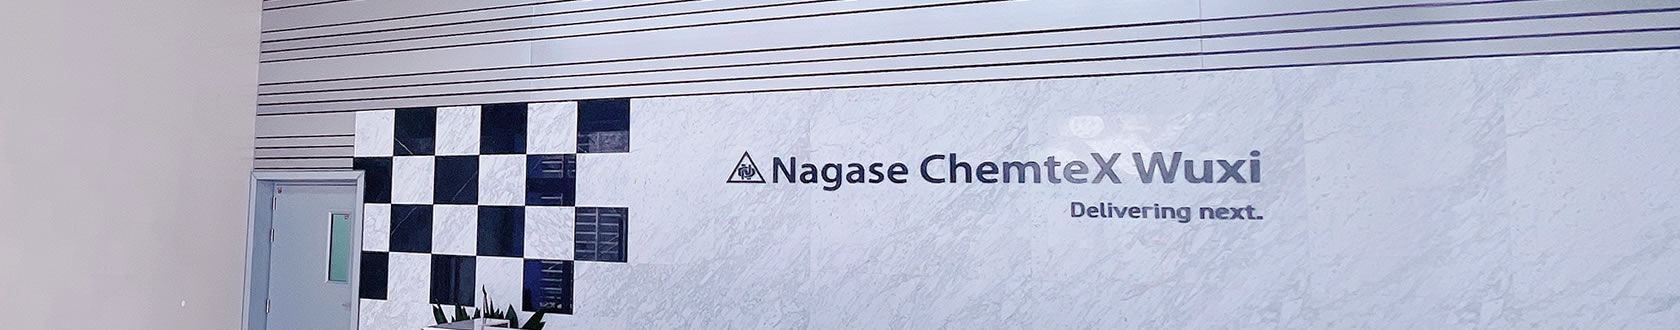 Nagase ChemteX Wuxi
Delivering next.